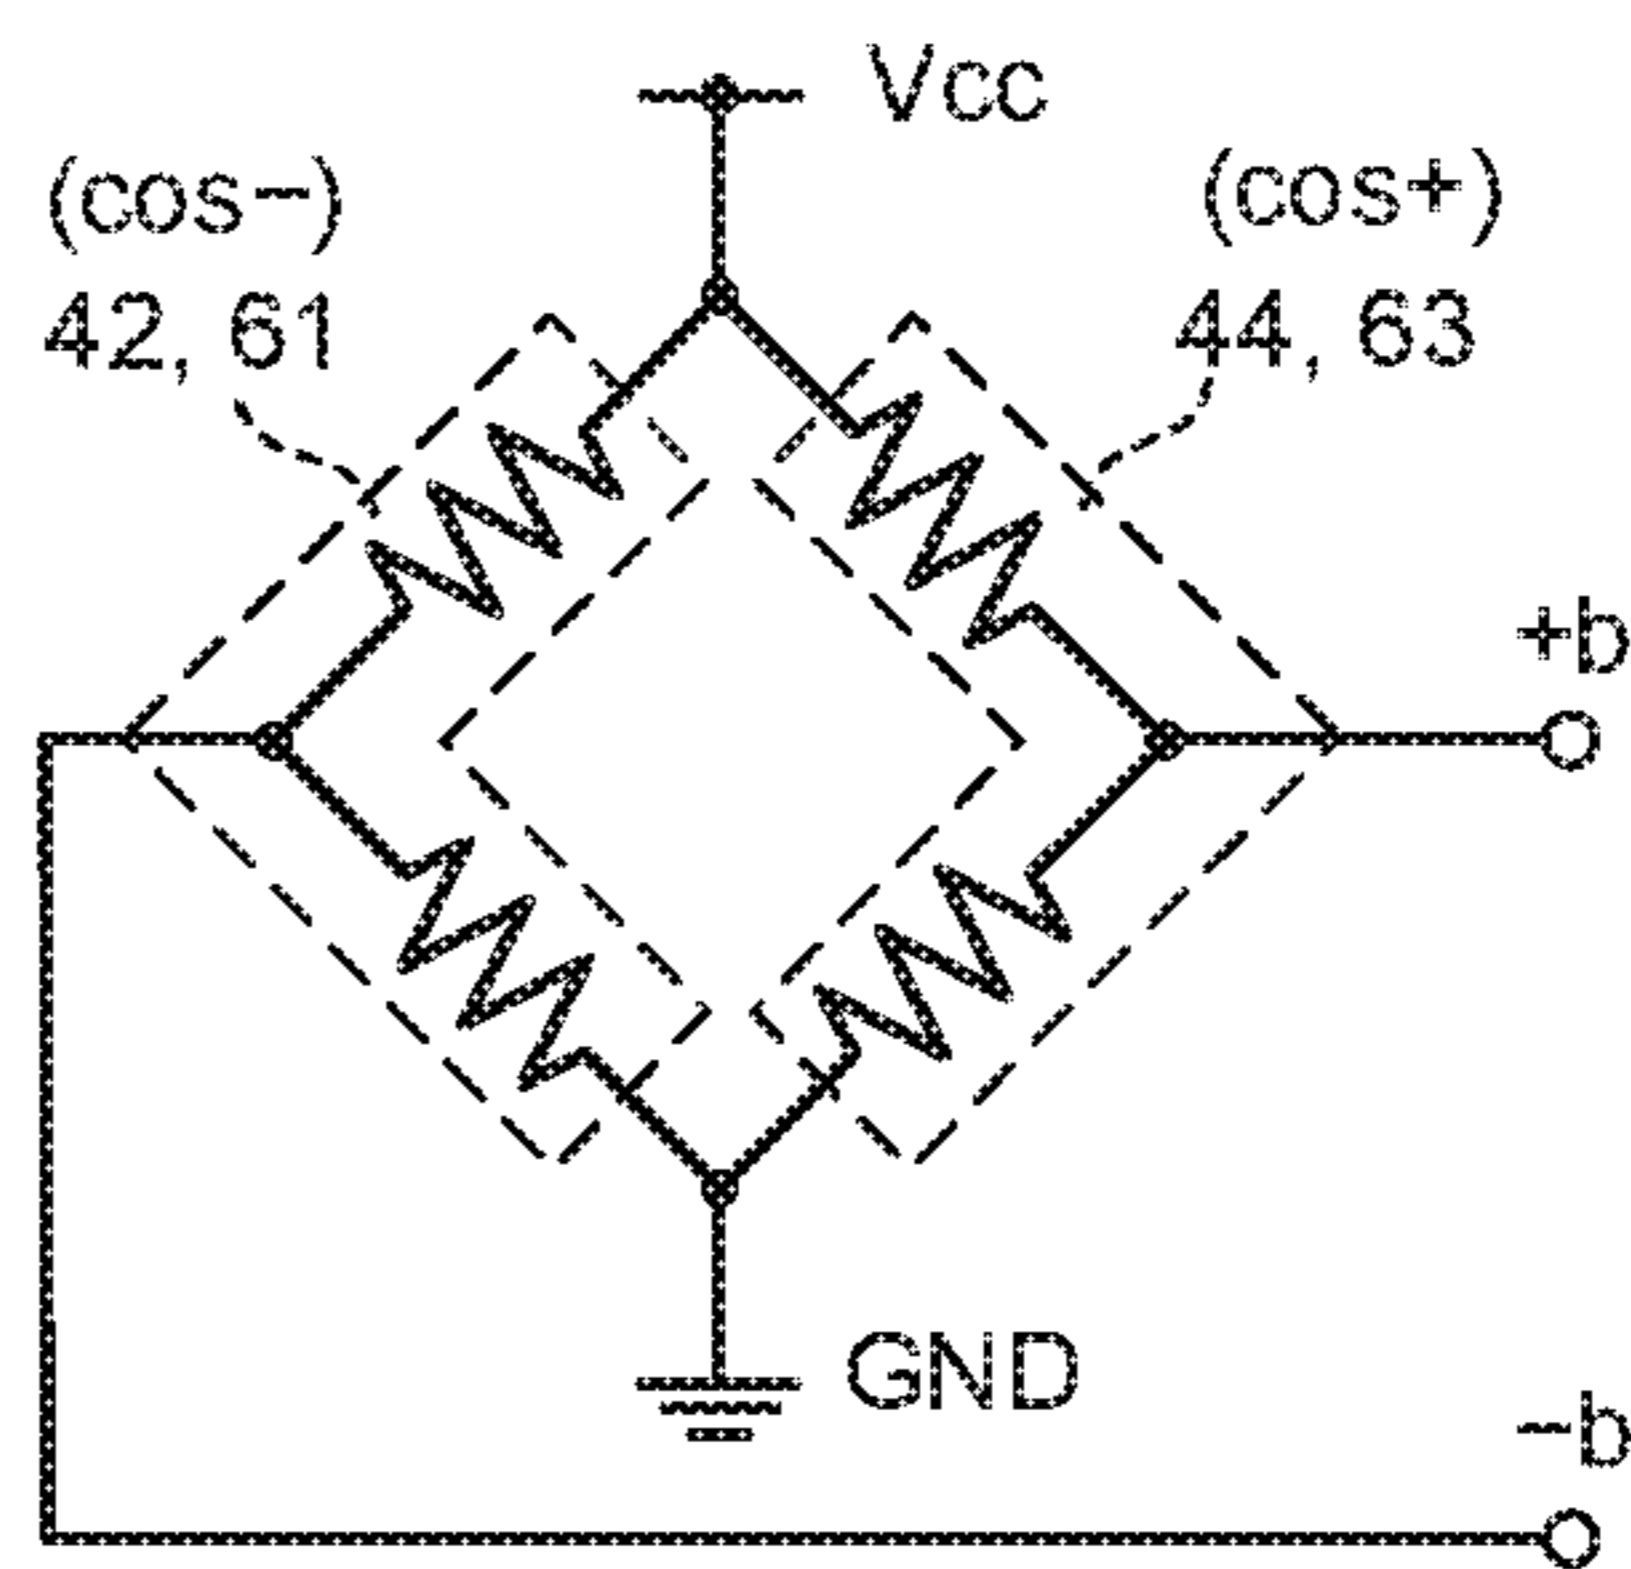 Vcc
(cos−)
42, 61
(cos+)
44, 63
+b
GND
−b